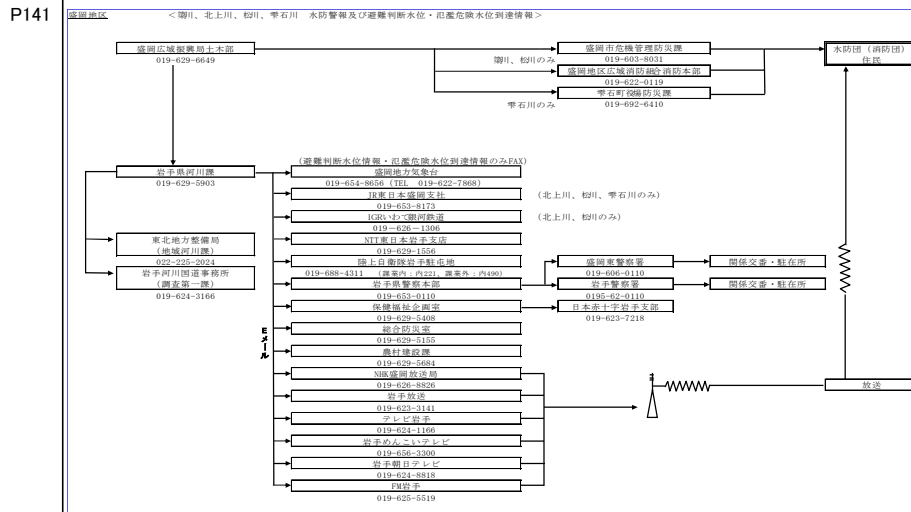 P141
盛岡地区 ＜簗川、北上川、松川、雫石川　水防警報及び避難判断水位・氾濫危険水位到達情報＞
盛岡広域振興局土木部
019-629-6649
盛岡市危機管理防災課
019-603-8031
簗川、松川のみ
盛岡地区広域消防組合消防本部
019-622-0119
雫石町役場防災課
019-692-6410
雫石川のみ
水防団（消防団）
住民
岩手県河川課
019-629-5903
東北地方整備局
（地域河川課）
022-225-2024
岩手河川国道事務所
（調査第一課）
019-624-3166
Eメール
（避難判断水位情報・氾濫危険水位到達情報のみFAX）
盛岡地方気象台
019-654-8656（TEL　019-622-7868）
JR東日本盛岡支社
019-653-8173
（北上川、松川、雫石川のみ）
IGRいわて銀河鉄道
019－626－1306
（北上川、松川のみ）
NTT東日本岩手支店
019-629-1556
陸上自衛隊岩手駐屯地
019-688-4311　（課業内：内221、課業外：内490）
岩手県警察本部
019-653-0110
保健福祉企画室
019-629-5408
総合防災室
019-629-5155
農村建設課
019-629-5684
NHK盛岡放送局
019-626-8826
岩手放送
019-623-3141
テレビ岩手
019-624-1166
岩手めんこいテレビ
019-656-3300
岩手朝日テレビ
019-624-8818
FM岩手
019-625-5519
盛岡東警察署
019-606-0110
関係交番・駐在所
岩手警察署
0195-62-0110
関係交番・駐在所
日本赤十字岩手支部
019-623-7218
放送